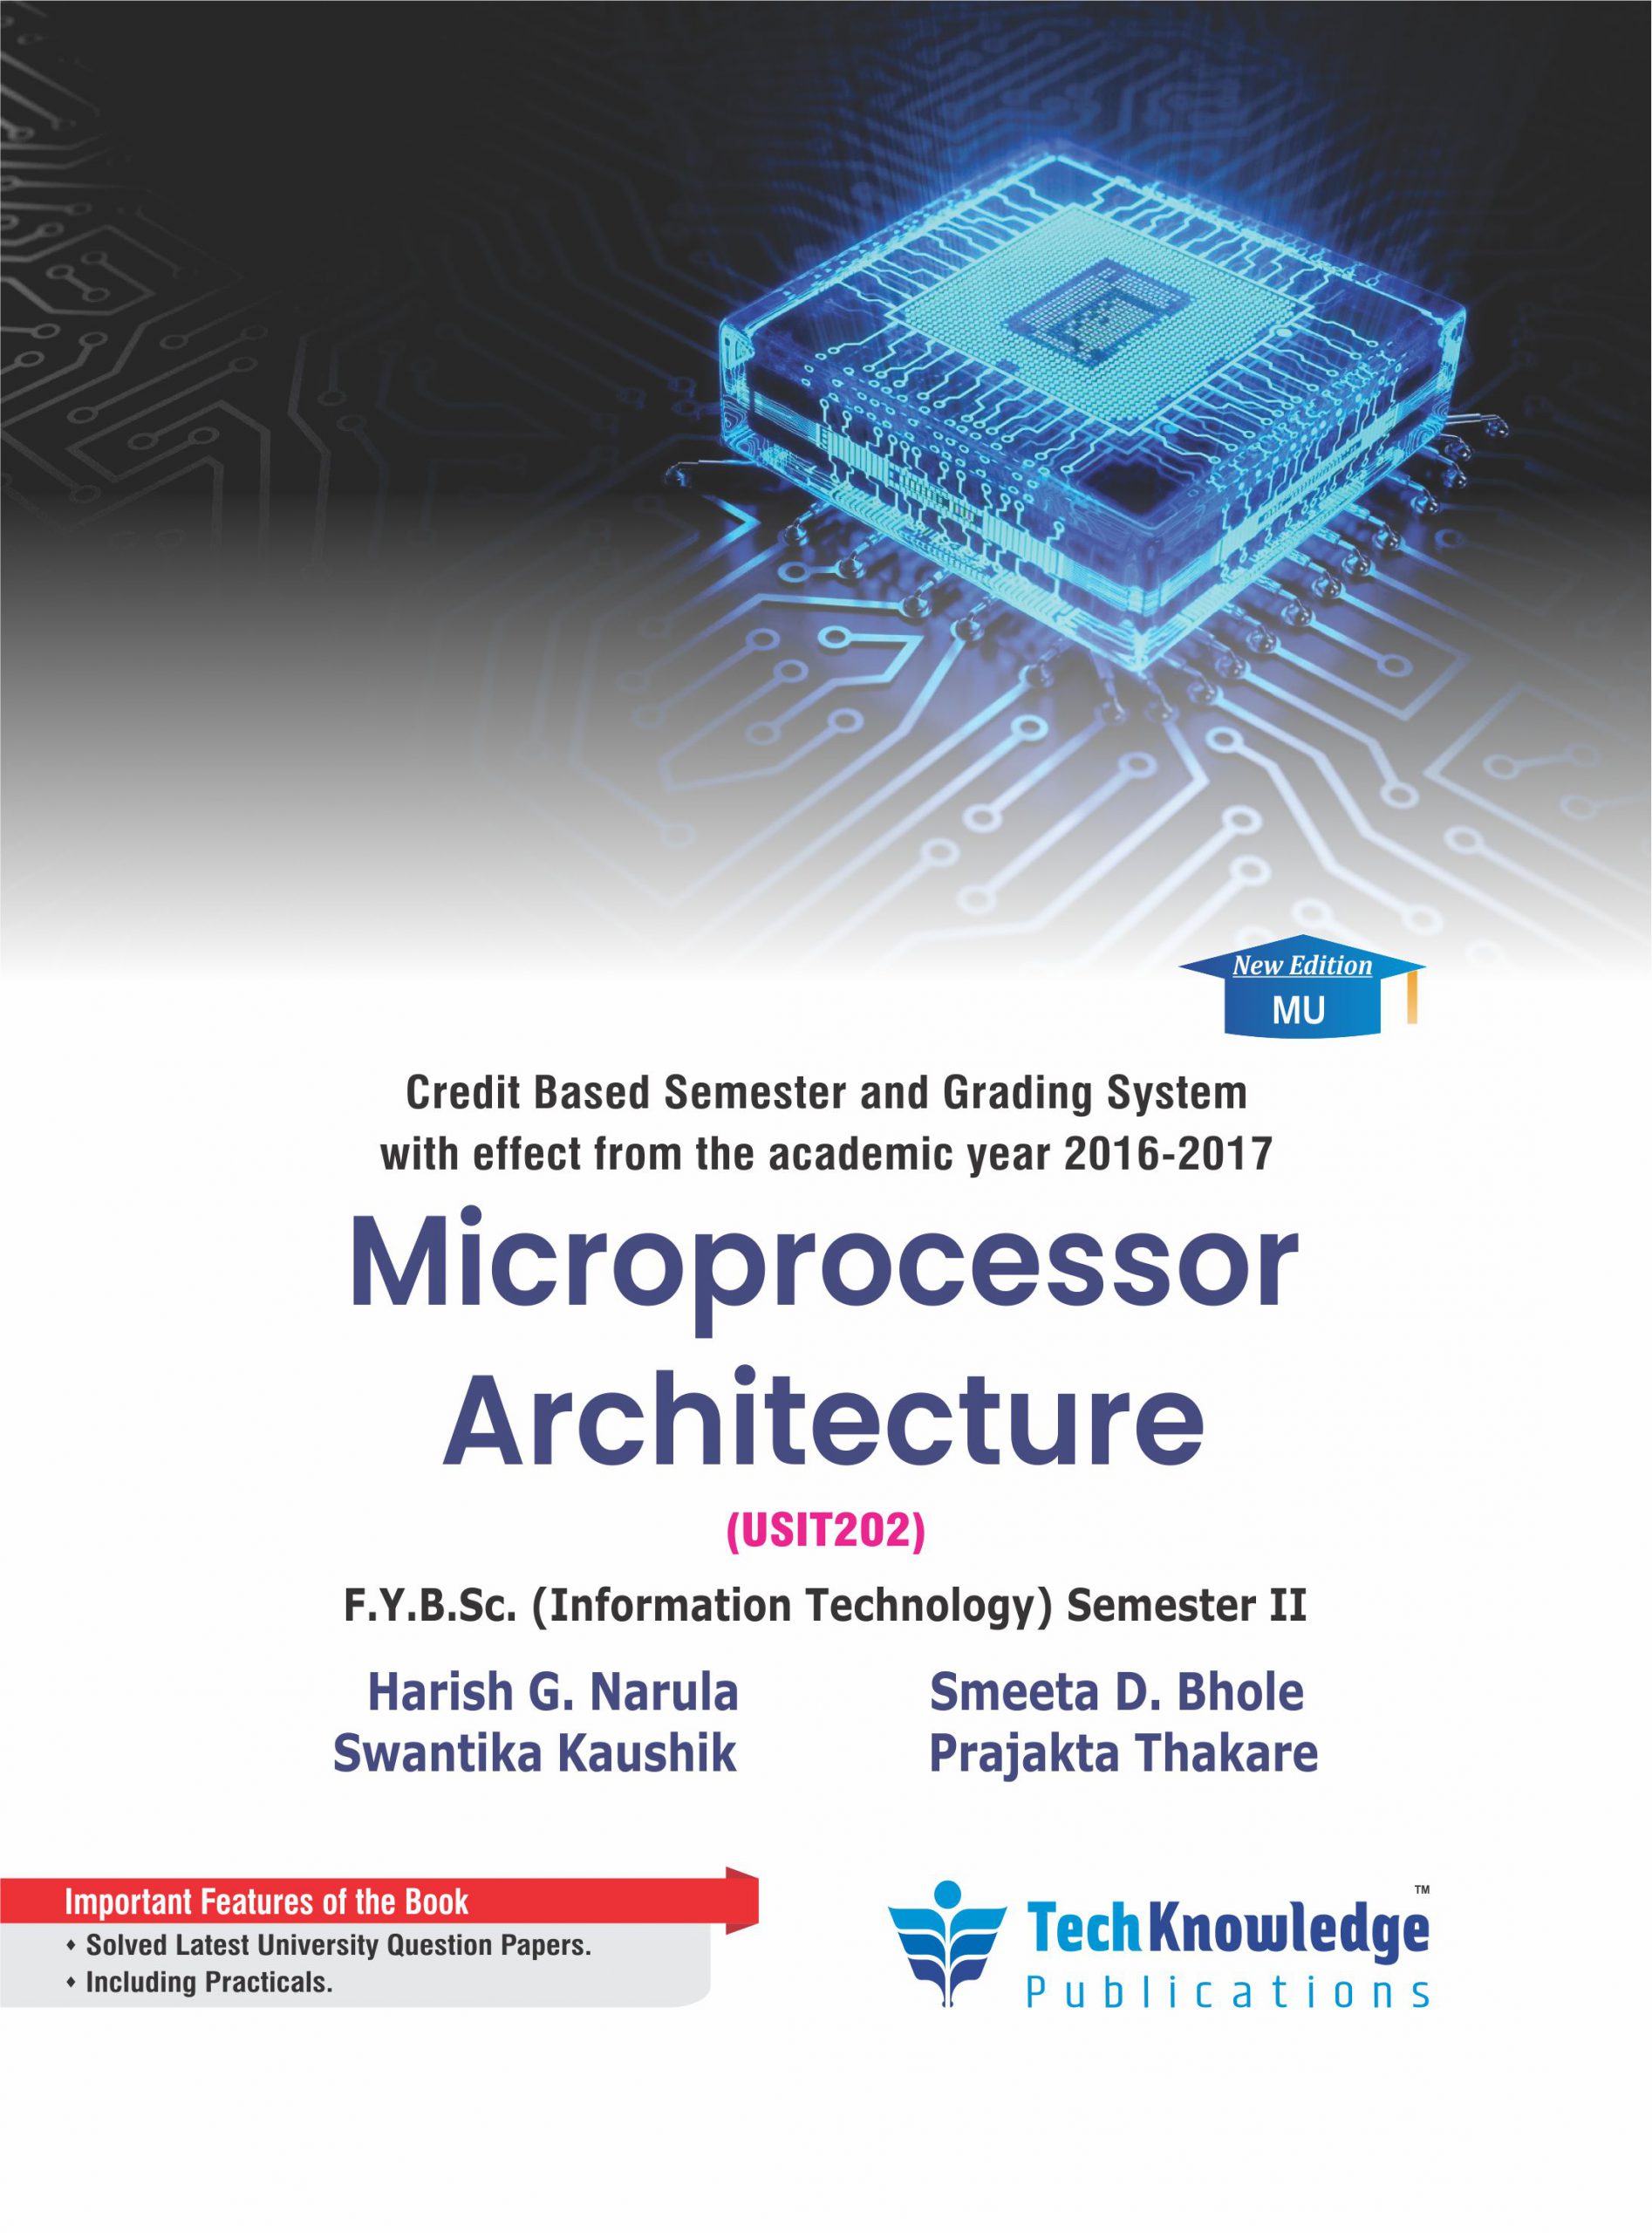 New Edition
MU
Credit Based Semester and Grading System
with effect from the academic year 2016-2017
Microprocessor
Architecture
(USIT202)
F.Y.B.Sc. (Information Technology) Semester II
Harish G. Narula Smeeta D. Bhole
Swantika Kaushik Prajakta Thakare
Important Features of the Book
♦ Solved Latest University Question Papers.
♦ Including Practicals.
TechKnowledge™
Publications